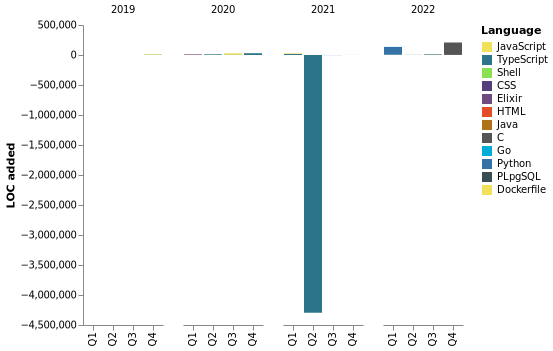 2019 2020 2021 2022
500,000
0
−500,000
−1,000,000
−1,500,000
−2,000,000
−2,500,000
−3,000,000
−3,500,000
−4,000,000
−4,500,000
LOC added
Q1 Q2 Q3 Q4 Q1 Q2 Q3 Q4 Q1 Q2 Q3 Q4 Q1 Q2 Q3 Q4
Language
JavaScript
TypeScript
Shell
CSS
Elixir
HTML
Java
C
Go
Python
PLpgSQL
Dockerfile